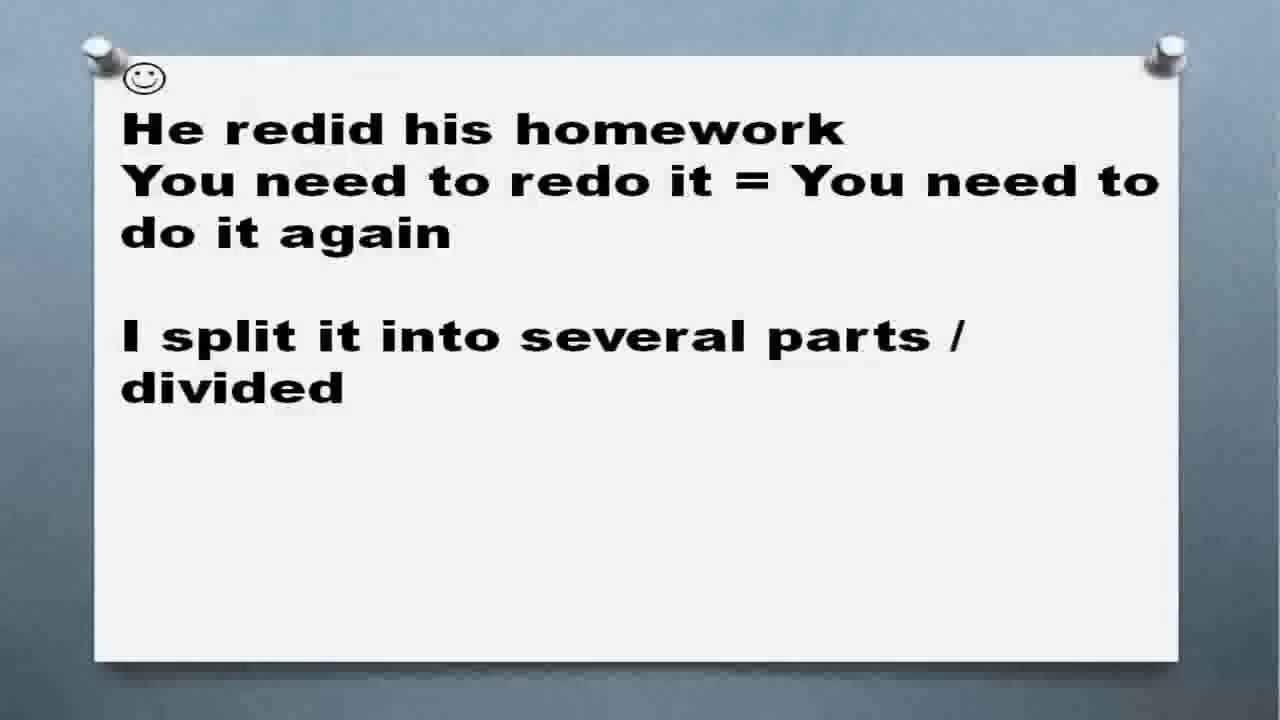 He redid his homework
You need to redo it = You need to
do it again
I split it into several parts /
divided